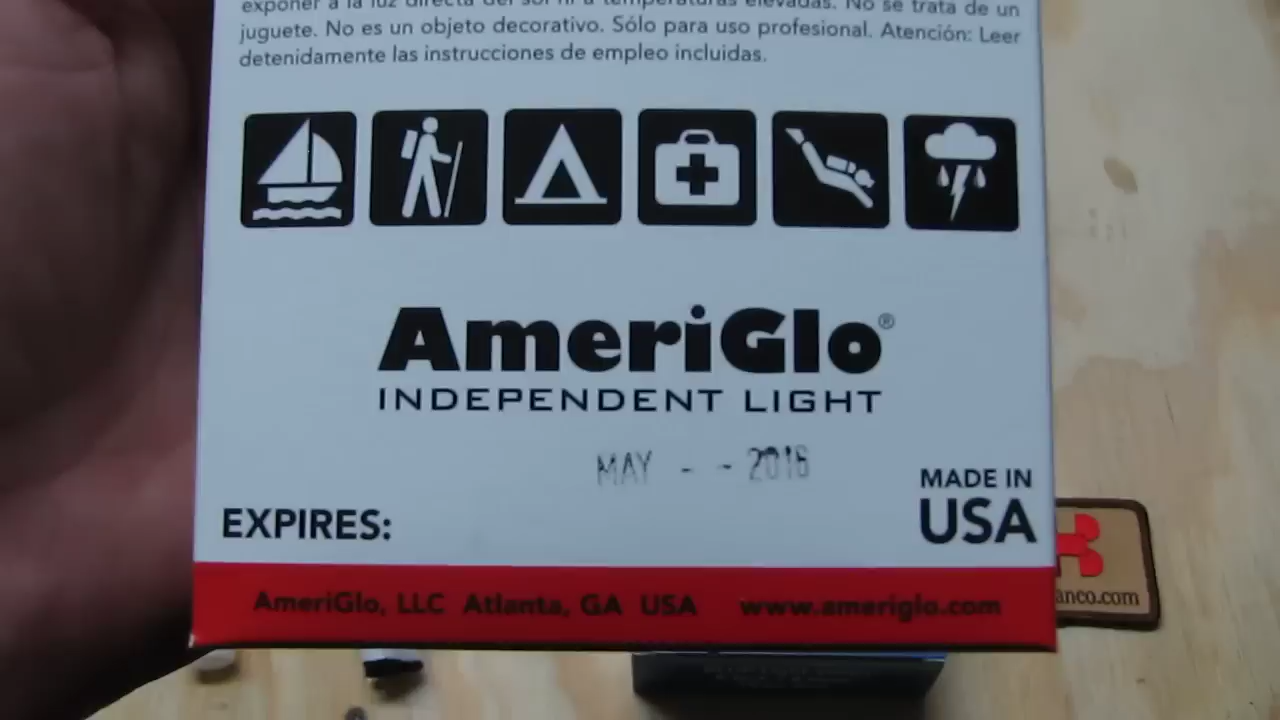 exponer a la luz directa del sol ni a temperaturas elevadas. No se trata de un
juguete. No es un objeto decorativo. Sólo para uso profesional. Atención: Leer
detenidamente las instrucciones de empleo incluidas.
AmeriGlo®
INDEPENDENT LIGHT
MAY - - 2016
MADE IN
USA
EXPIRES:
AmeriGlo, LLC Atlanta, GA USA www.ameriglo.com
anco.com